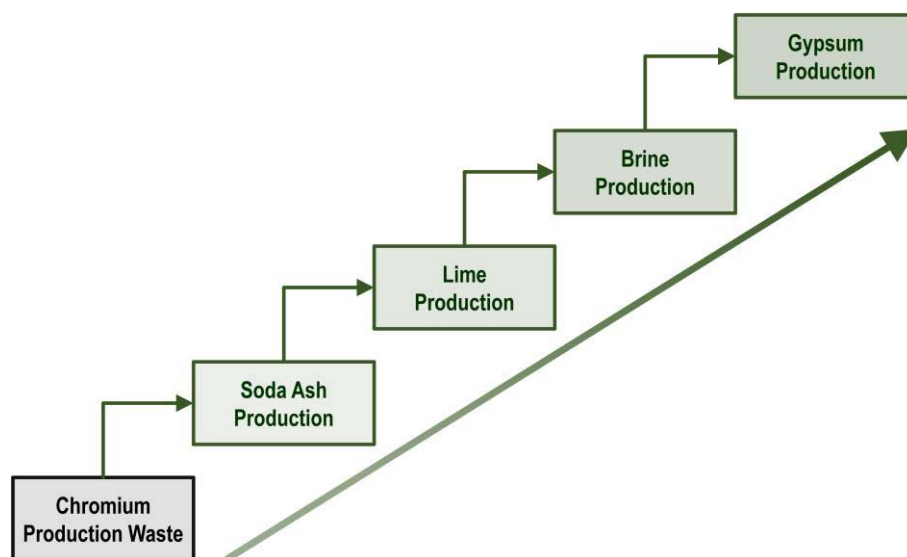 Gypsum
Production
Brine
Production
Lime
Production
Soda Ash
Production
Chromium
Production Waste